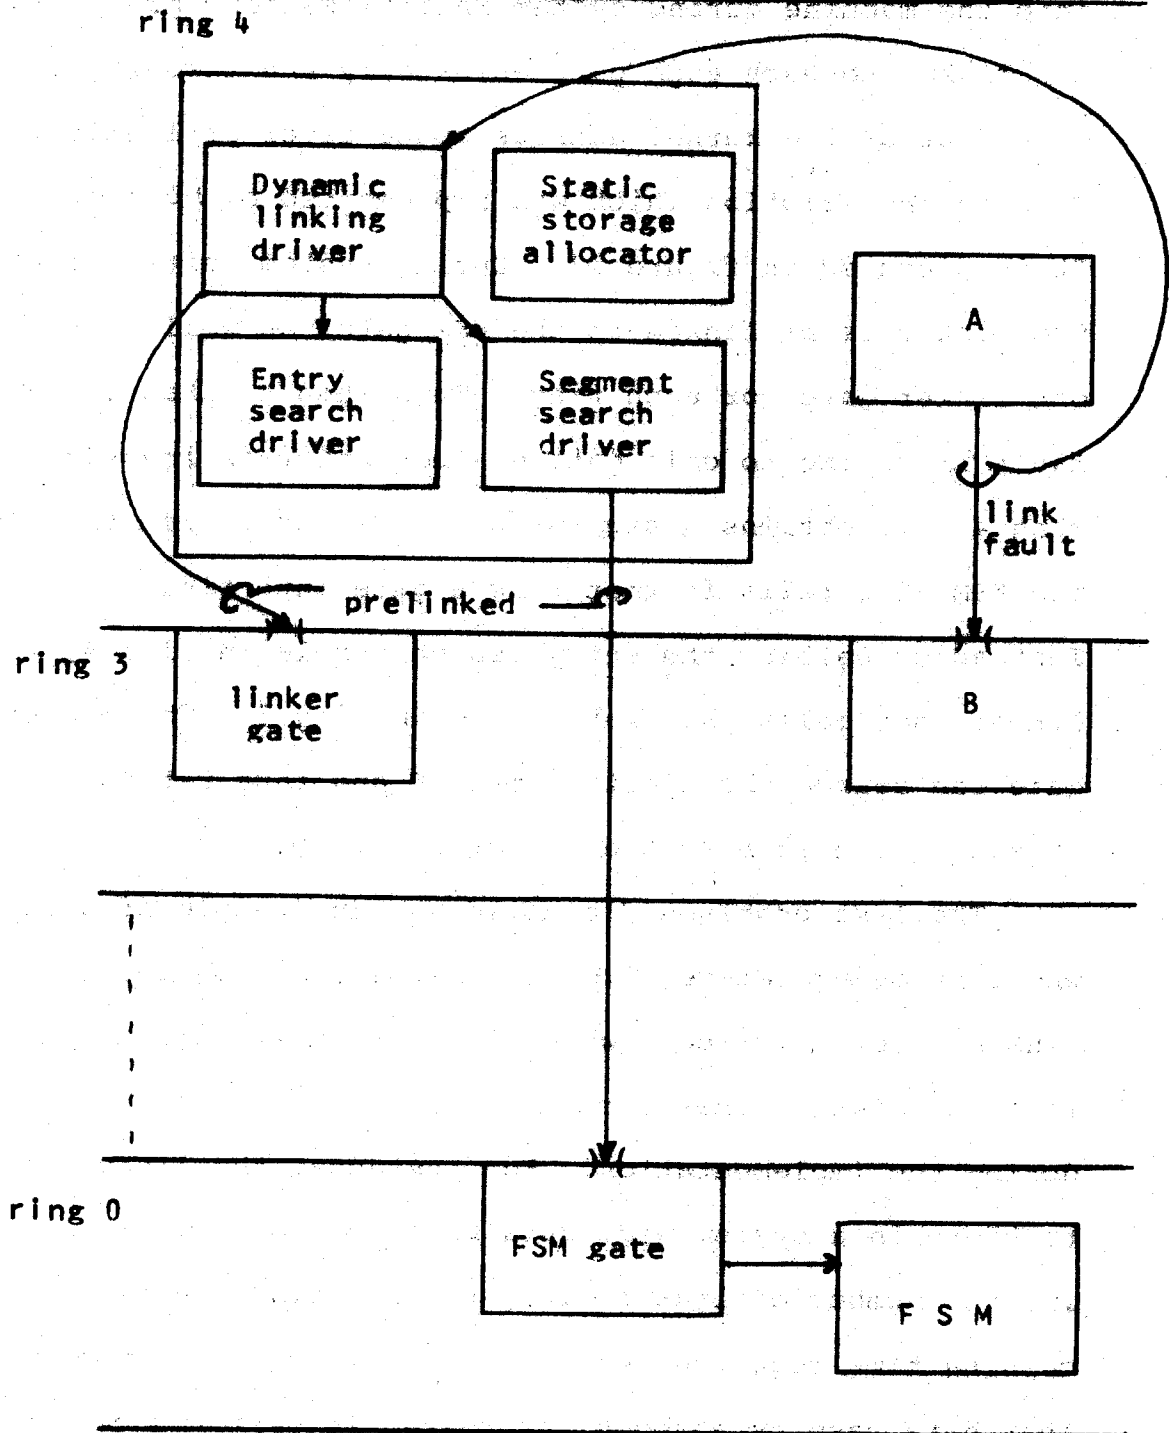 ring 4
Dynamic
linking
driver
Static
storage
allocator
A
Entry
search
driver
Segment
search
driver
link
fault
prelinked
ring 3
linker
gate
B
ring 0
FSM gate
F S M